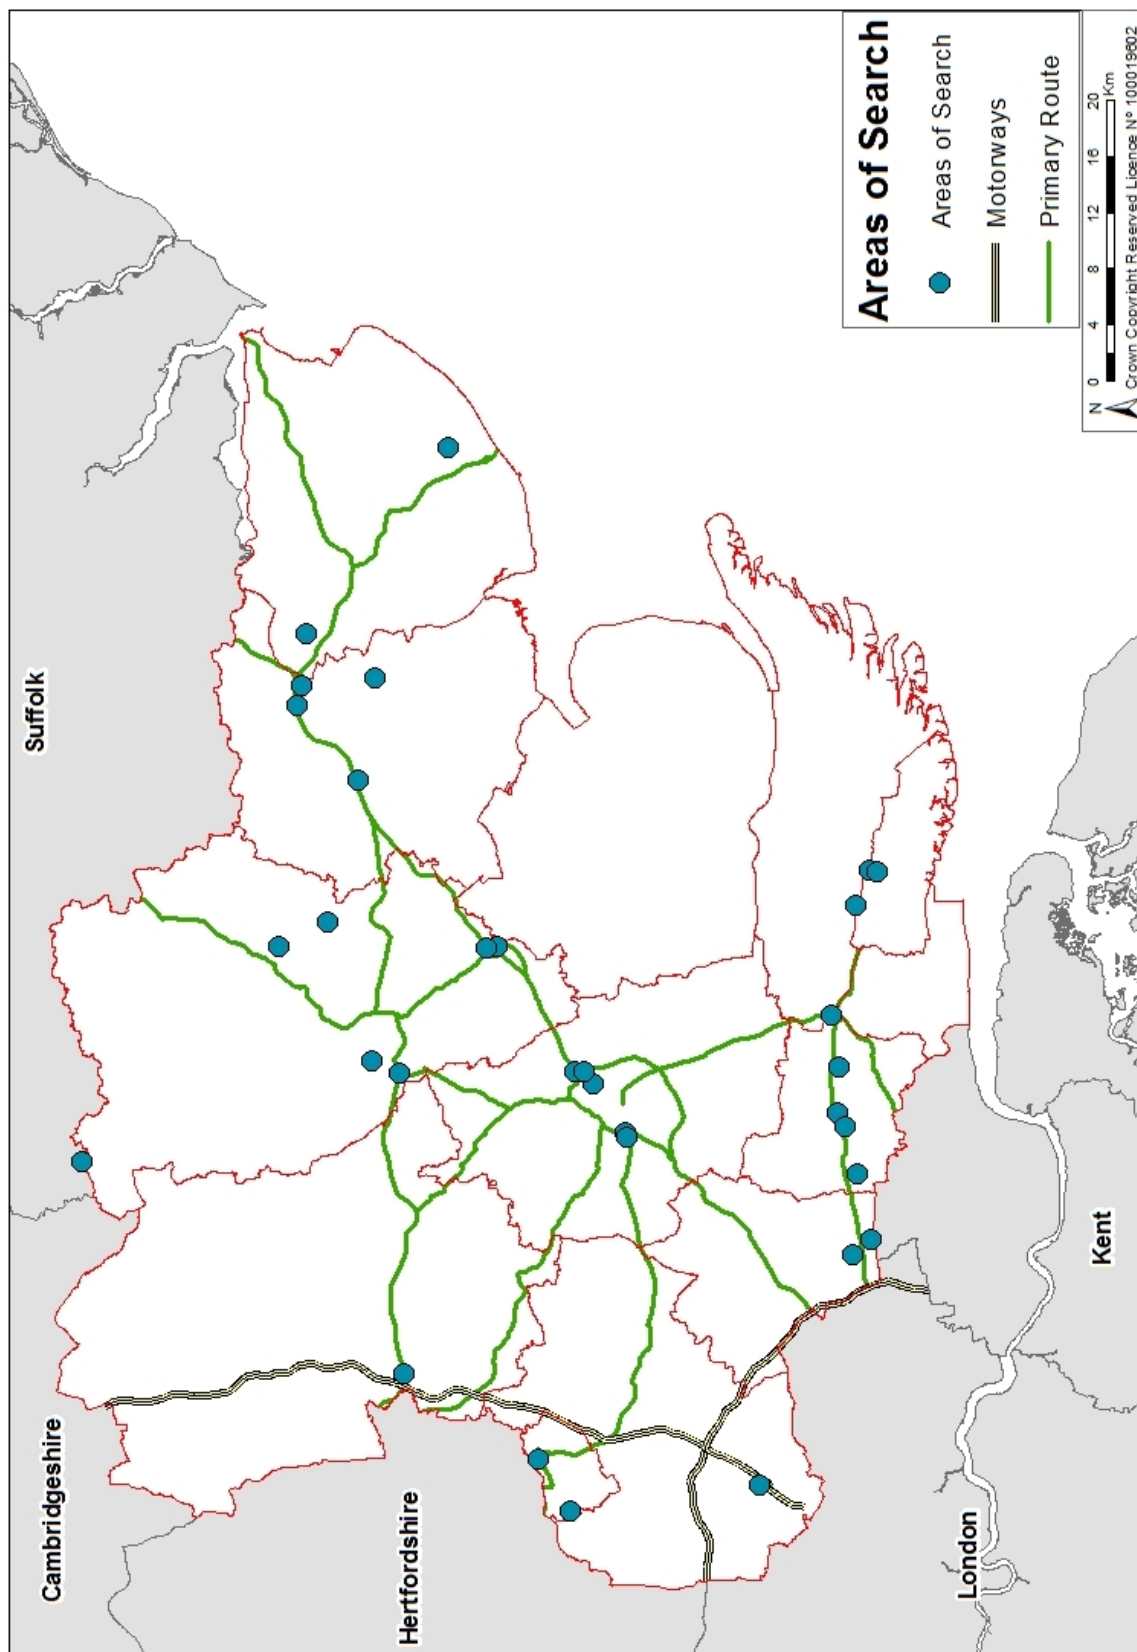 Suffolk
Cambridgeshire
Hertfordshire
London
Kent
Areas of Search
Areas of Search
Motorways
Primary Route
N
0 4 8 12 16 20
Km
Crown Copyright Reserved Licence Nº 100019602